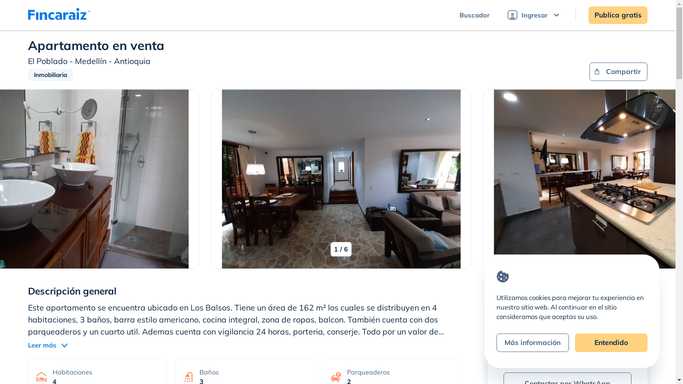 Fincaraiz
Buscador
Ingresar
Publica gratis
Apartamento en venta
El Poblado - Medellín - Antioquia
Inmobiliaria
Compartir
1 / 6
Descripción general
Este apartamento se encuentra ubicado en Los Balsos. Tiene un área de 162 m² los cuales se distribuyen en 4
habitaciones, 3 baños, barra estilo americano, cocina integral, zona de ropas, balcon. También cuenta con dos
parqueaderos y un cuarto util. Ademas cuenta con vigilancia 24 horas, porteria, conserje. Todo por un valor de...
Leer más
Habitaciones
4
Baños
3
Parqueaderos
2
Utilizamos cookies para mejorar tu experiencia en
nuestro sitio web. Al continuar en el sitio
consideramos que aceptas su uso.
Más información
Entendido
Contactar por WhatsApp